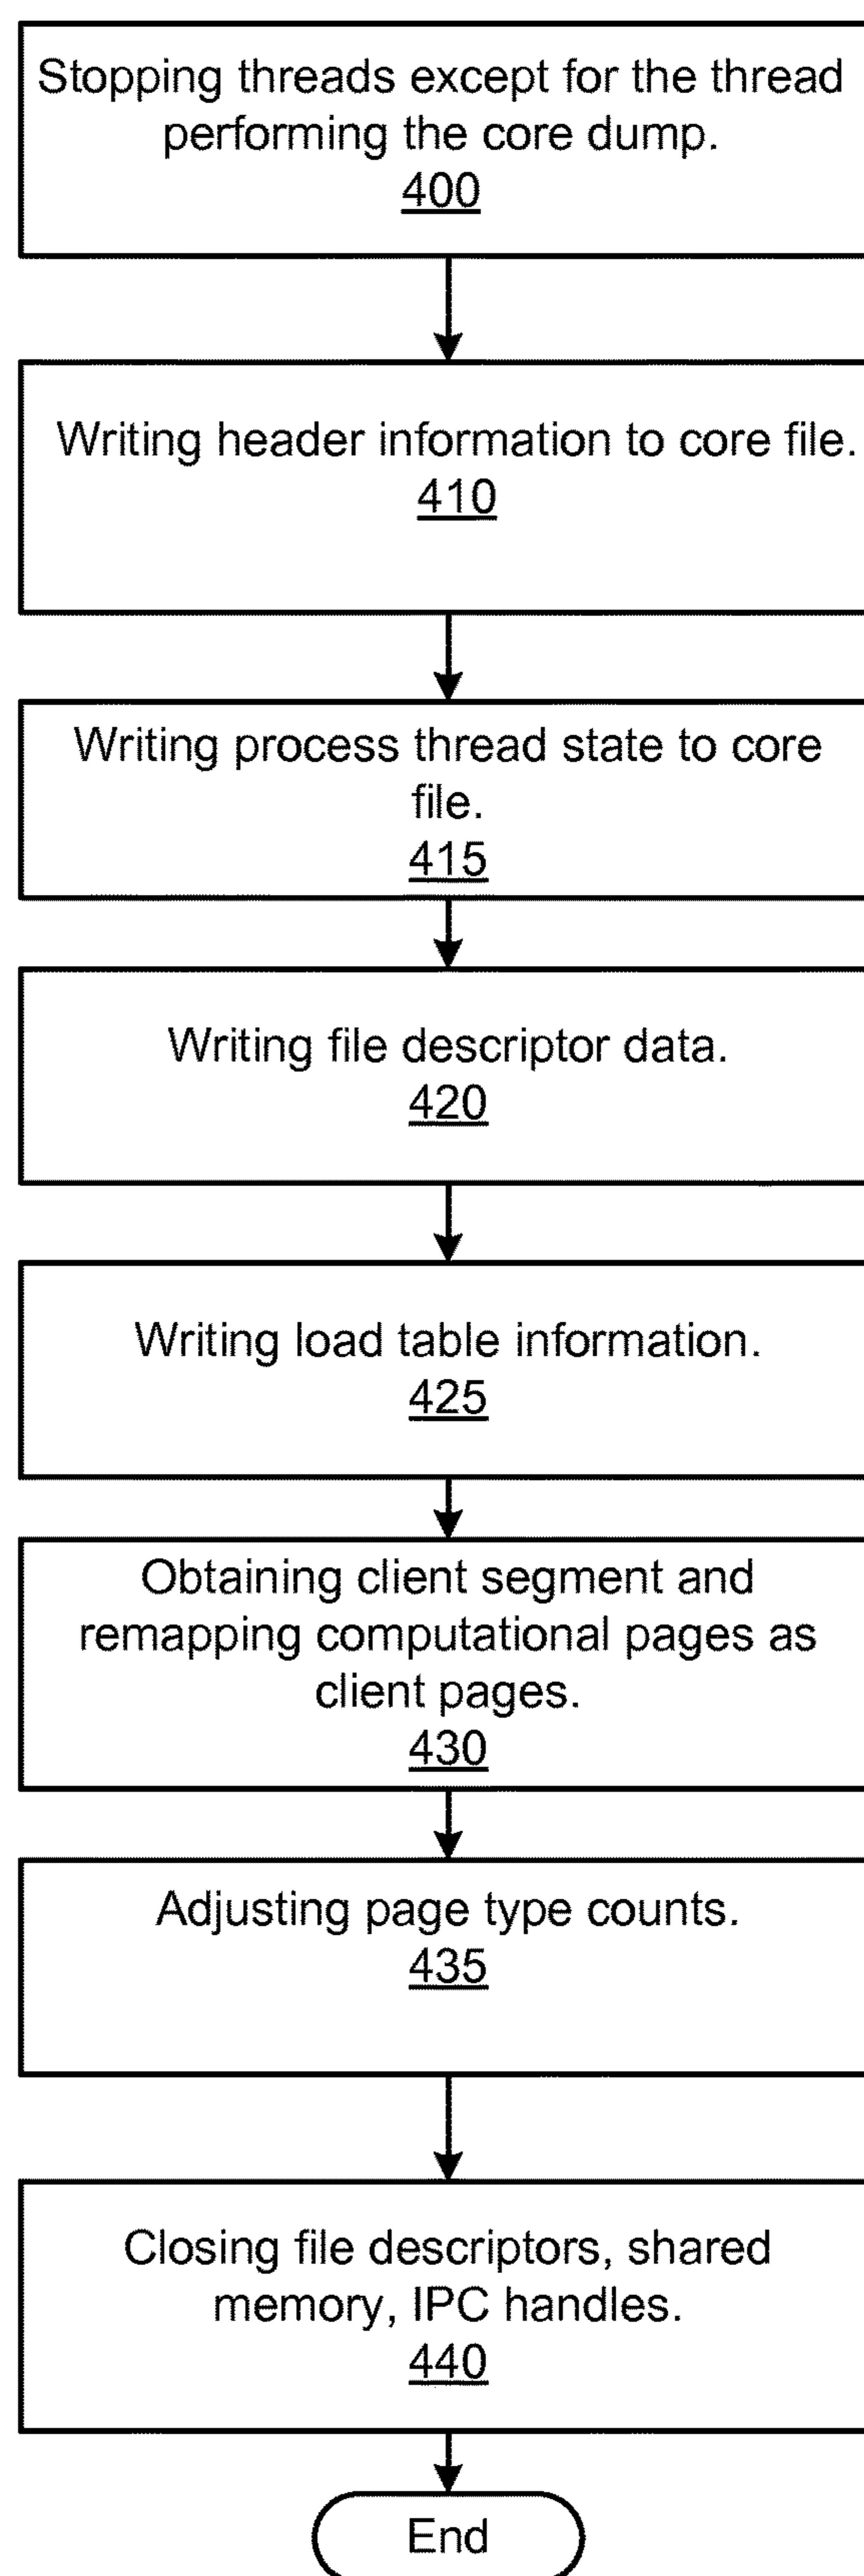 Stopping threads except for the thread
performing the core dump.
400
Writing header information to core file.
410
Writing process thread state to core
file.
415
Writing file descriptor data.
420
Writing load table information.
425
Obtaining client segment and
remapping computational pages as
client pages.
430
Adjusting page type counts.
435
Closing file descriptors, shared
memory, IPC handles.
440
End